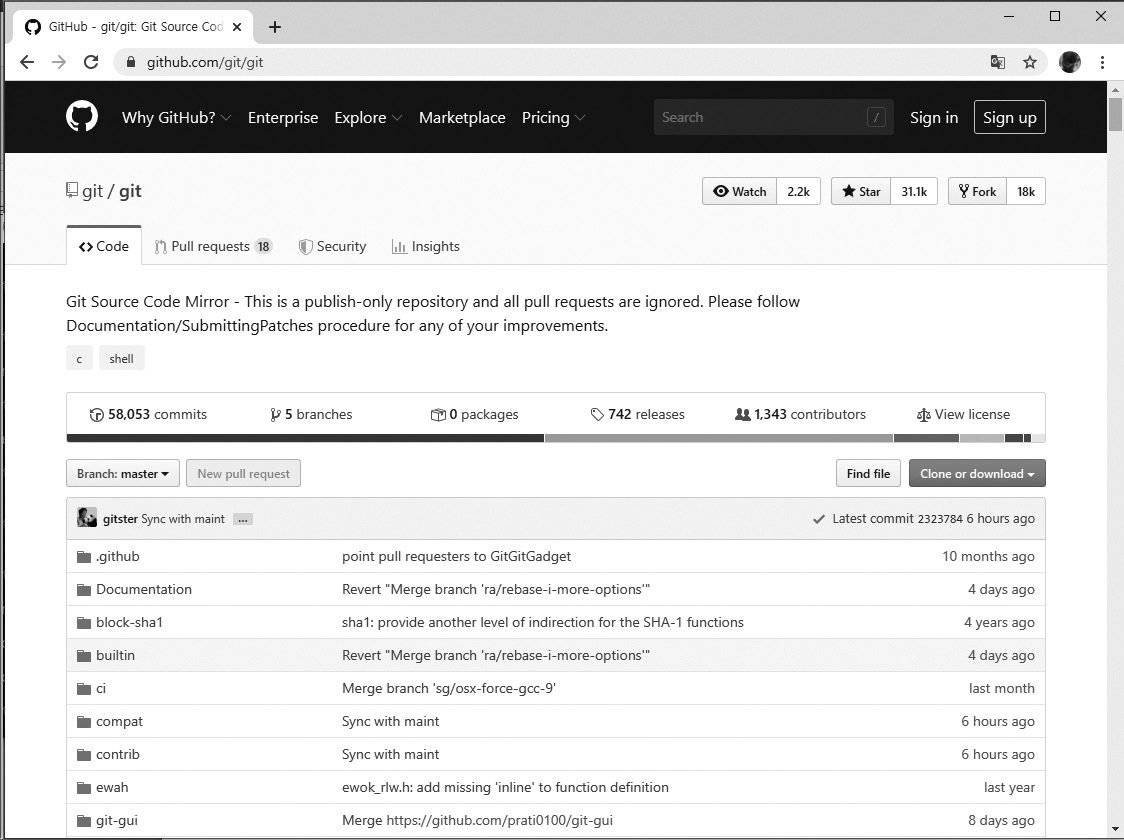 GitHub - git/git: Git Source Cod
github.com/git/git
Why GitHub? Enterprise Explore Marketplace Pricing Search / Sign in Sign up
git / git Watch 2.2k Star 31.1k Fork 18k
Code Pull requests 18 Security Insights
Git Source Code Mirror - This is a publish-only repository and all pull requests are ignored. Please follow
Documentation/SubmittingPatches procedure for any of your improvements.
c shell
58,053 commits 5 branches 0 packages 742 releases 1,343 contributors View license
Branch: master New pull request Find file Clone or download
gitster Sync with maint ... Latest commit 2323784 6 hours ago
.github point pull requesters to GitGitGadget 10 months ago
Documentation Revert "Merge branch 'ra/rebase-i-more-options'" 4 days ago
block-sha1 sha1: provide another level of indirection for the SHA-1 functions 4 years ago
builtin Revert "Merge branch 'ra/rebase-i-more-options'" 4 days ago
ci Merge branch 'sg/osx-force-gcc-9' last month
compat Sync with maint 6 hours ago
contrib Sync with maint 6 hours ago
ewah ewok_rlw.h: add missing 'inline' to function definition last year
git-gui Merge https://github.com/prati0100/git-gui 8 days ago